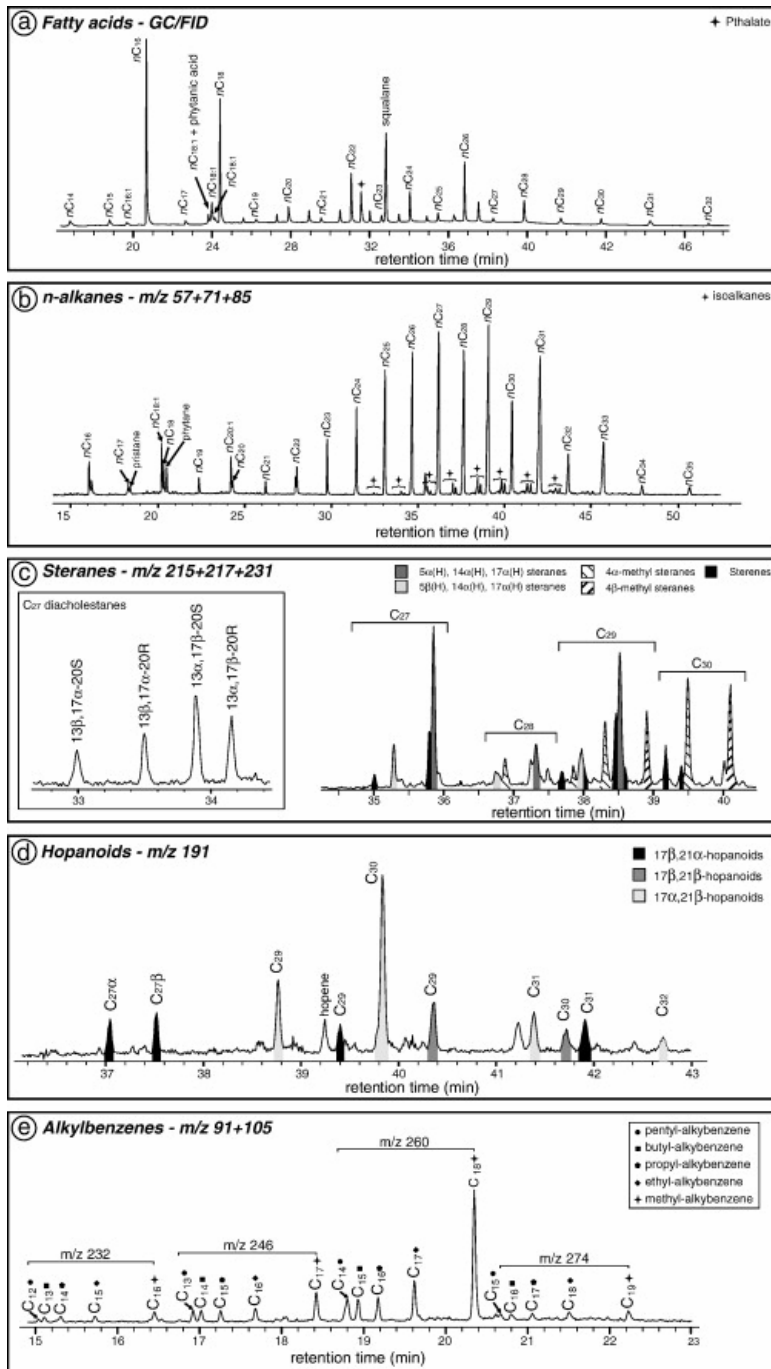 a Fatty acids - GC/FID
✦ Pthalate
nC16
nC18:1 + phytanic acid
nC18:1
nC18
nC18:1
squalane
nC14
nC15
nC16:1
nC17
nC19
nC20
nC21
nC22
nC23
nC24
nC25
nC26
nC27
nC28
nC29
nC30
nC31
nC32
20 24 28 32 36 38 42 46
retention time (min)
b n-alkanes - m/z 57+71+85
+ isoalkanes
nC16
nC17
pristane
nC18:1
nC18
phytane
nC19
nC20:1
nC20
nC21
nC22
nC23
nC24
nC25
nC26
nC27
nC28
nC29
nC30
nC31
nC32
nC33
nC34
nC35
15 20 25 30 35 40 45 50
retention time (min)
c Steranes - m/z 215+217+231
5α(H), 14α(H), 17α(H) steranes
5β(H), 14α(H), 17α(H) steranes
4α-methyl steranes
4β-methyl steranes
Sterenes
C27 diacholestanes
13β,17α-20S
13β,17α-20R
13α,17β-20S
13α,17β-20R
33 34
C27
C28
C29
C30
35 36 37 38 39 40
retention time (min)
d Hopanoids - m/z 191
17β,21α-hopanoids
17β,21β-hopanoids
17α,21β-hopanoids
C27α
C27β
C29
hopene
C29
C30
C29
C31
C30
C31
C32
37 38 39 40 41 42 43
retention time (min)
e Alkylbenzenes - m/z 91+105
● pentyl-alkybenzene
■ butyl-alkybenzene
● propyl-alkybenzene
◆ ethyl-alkybenzene
+ methyl-alkybenzene
m/z 232
m/z 246
m/z 260
m/z 274
C12●
C13■
C14●
C15◆
C16+
C13●
C14■
C15●
C16◆
C17+
C14●
C15■
C16●
C17◆
C18+
C15●
C16■
C17●
C18◆
C19+
15 16 17 18 19 20 21 22 23
retention time (min)